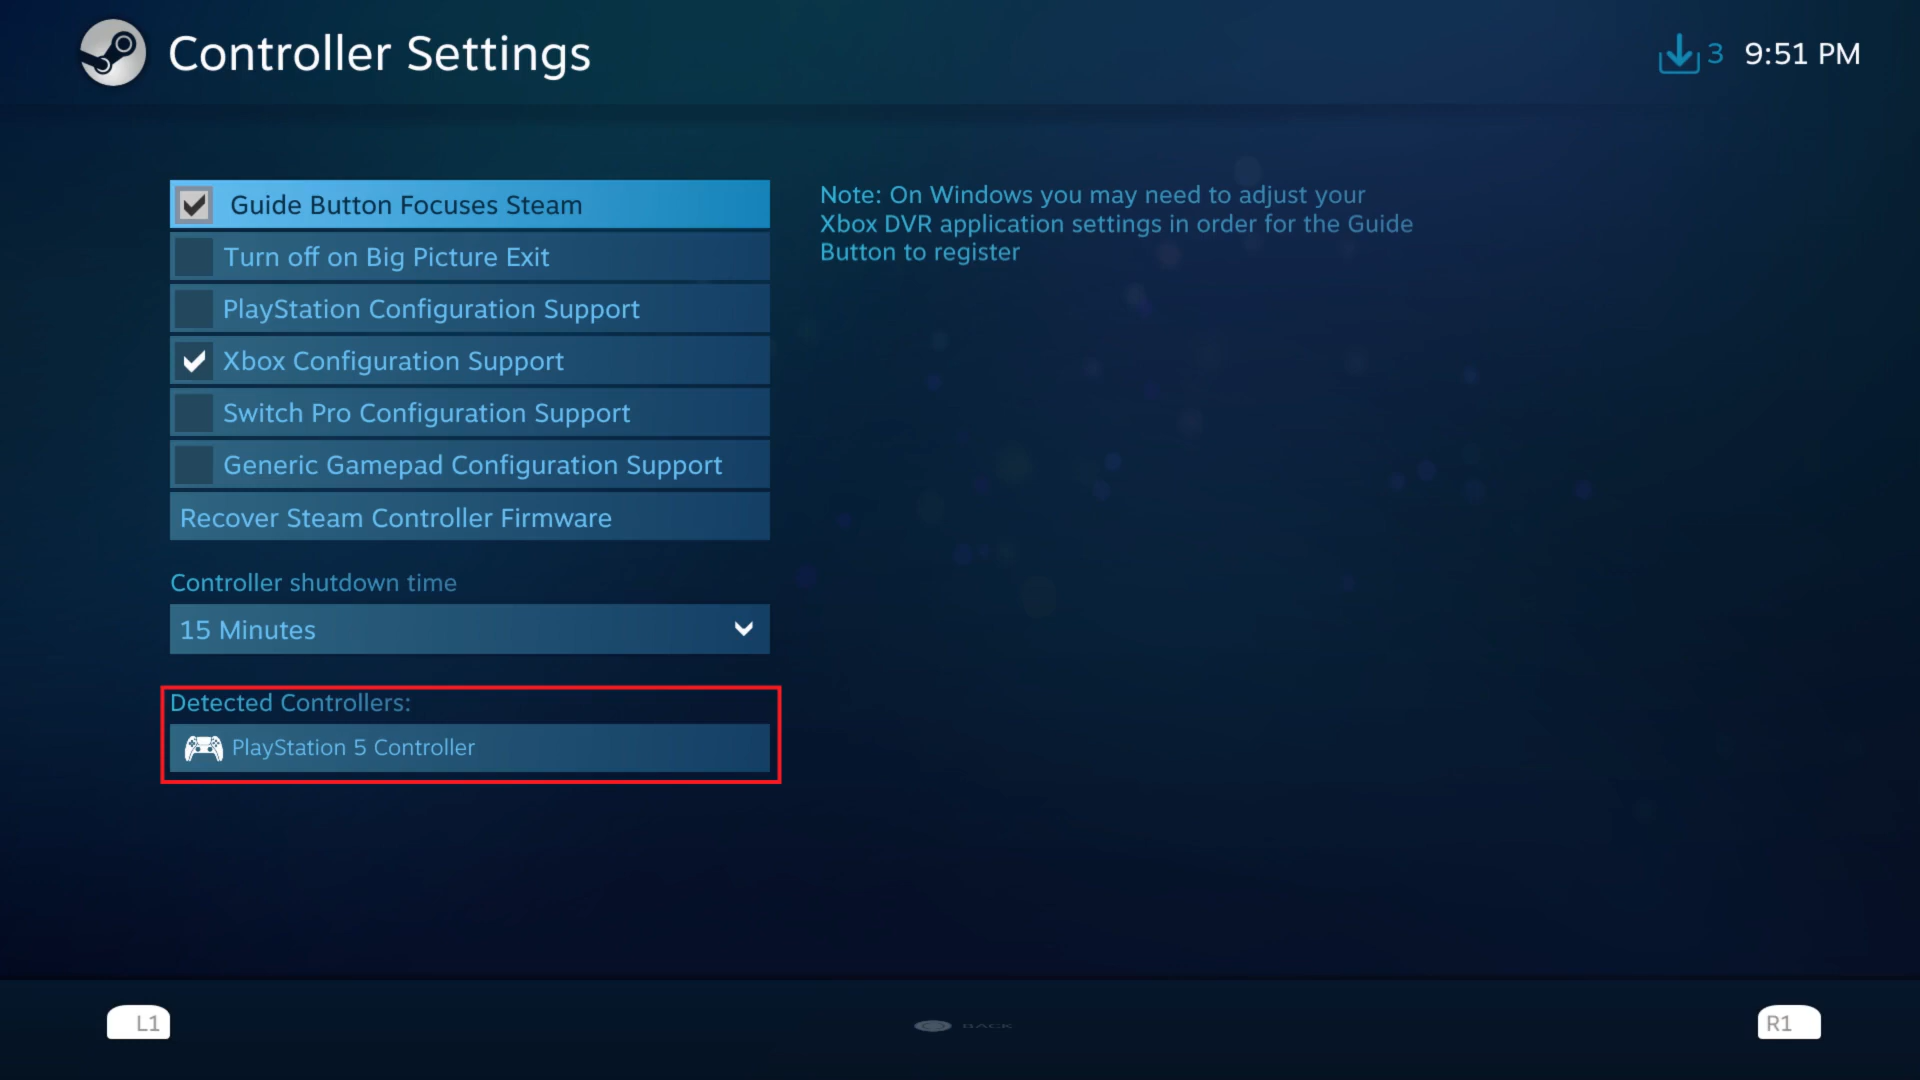 Controller Settings
3 9:51 PM
Guide Button Focuses Steam
Turn off on Big Picture Exit
PlayStation Configuration Support
Xbox Configuration Support
Switch Pro Configuration Support
Generic Gamepad Configuration Support
Recover Steam Controller Firmware
Controller shutdown time
15 Minutes
Detected Controllers:
PlayStation 5 Controller
Note: On Windows you may need to adjust your
Xbox DVR application settings in order for the Guide
Button to register
L1
BACK
R1